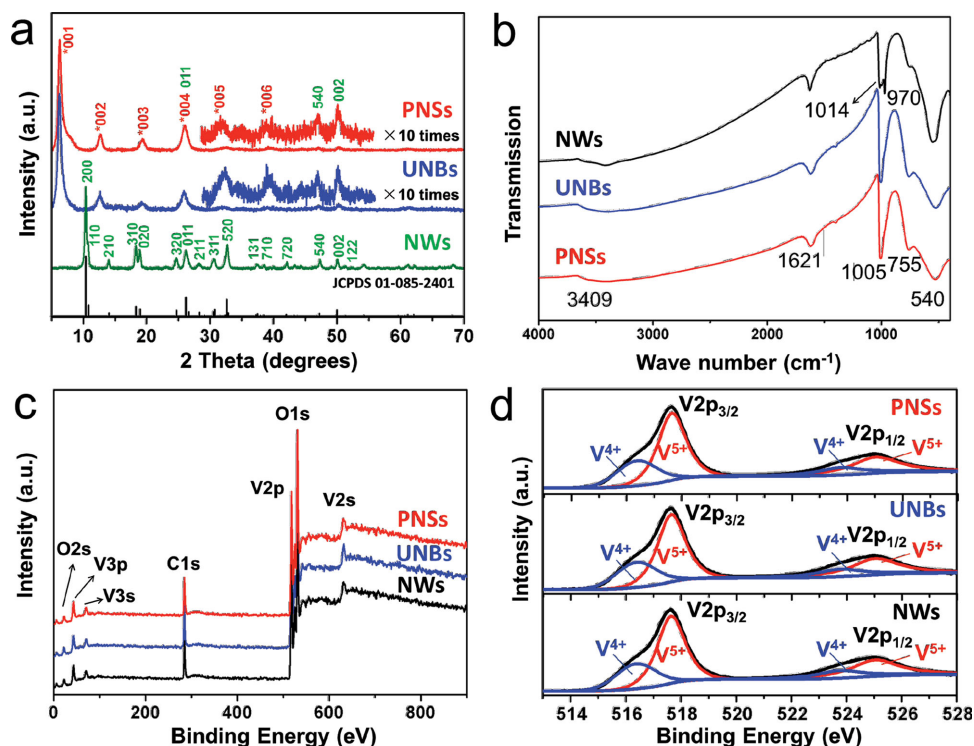 a
Intensity (a.u.)
*001
*002
*003
*004
011
*005
*006
540
002
PNSs
× 10 times
UNBs
× 10 times
200
110
210
310
020
320
011
211
311
520
131
710
720
540
002
122
NWs
JCPDS 01-085-2401
0 10 20 30 40 50 60 70
2 Theta (degrees)
b
Transmission
NWs
UNBs
PNSs
1014
970
1621
1005
755
3409
540
4000 3000 2000 1000
Wave number (cm⁻¹)
c
Intensity (a.u.)
O1s
V2p
V2s
PNSs
UNBs
NWs
O2s
V3p
V3s
C1s
0 200 400 600 800
Binding Energy (eV)
d
Intensity (a.u.)
V2p3/2
PNSs
V4+
V5+
V2p1/2
V4+
V5+
V2p3/2
UNBs
V4+
V5+
V2p1/2
V4+
V5+
V2p3/2
NWs
V4+
V5+
V2p1/2
V4+
V5+
514 516 518 520 522 524 526 528
Binding Energy (eV)